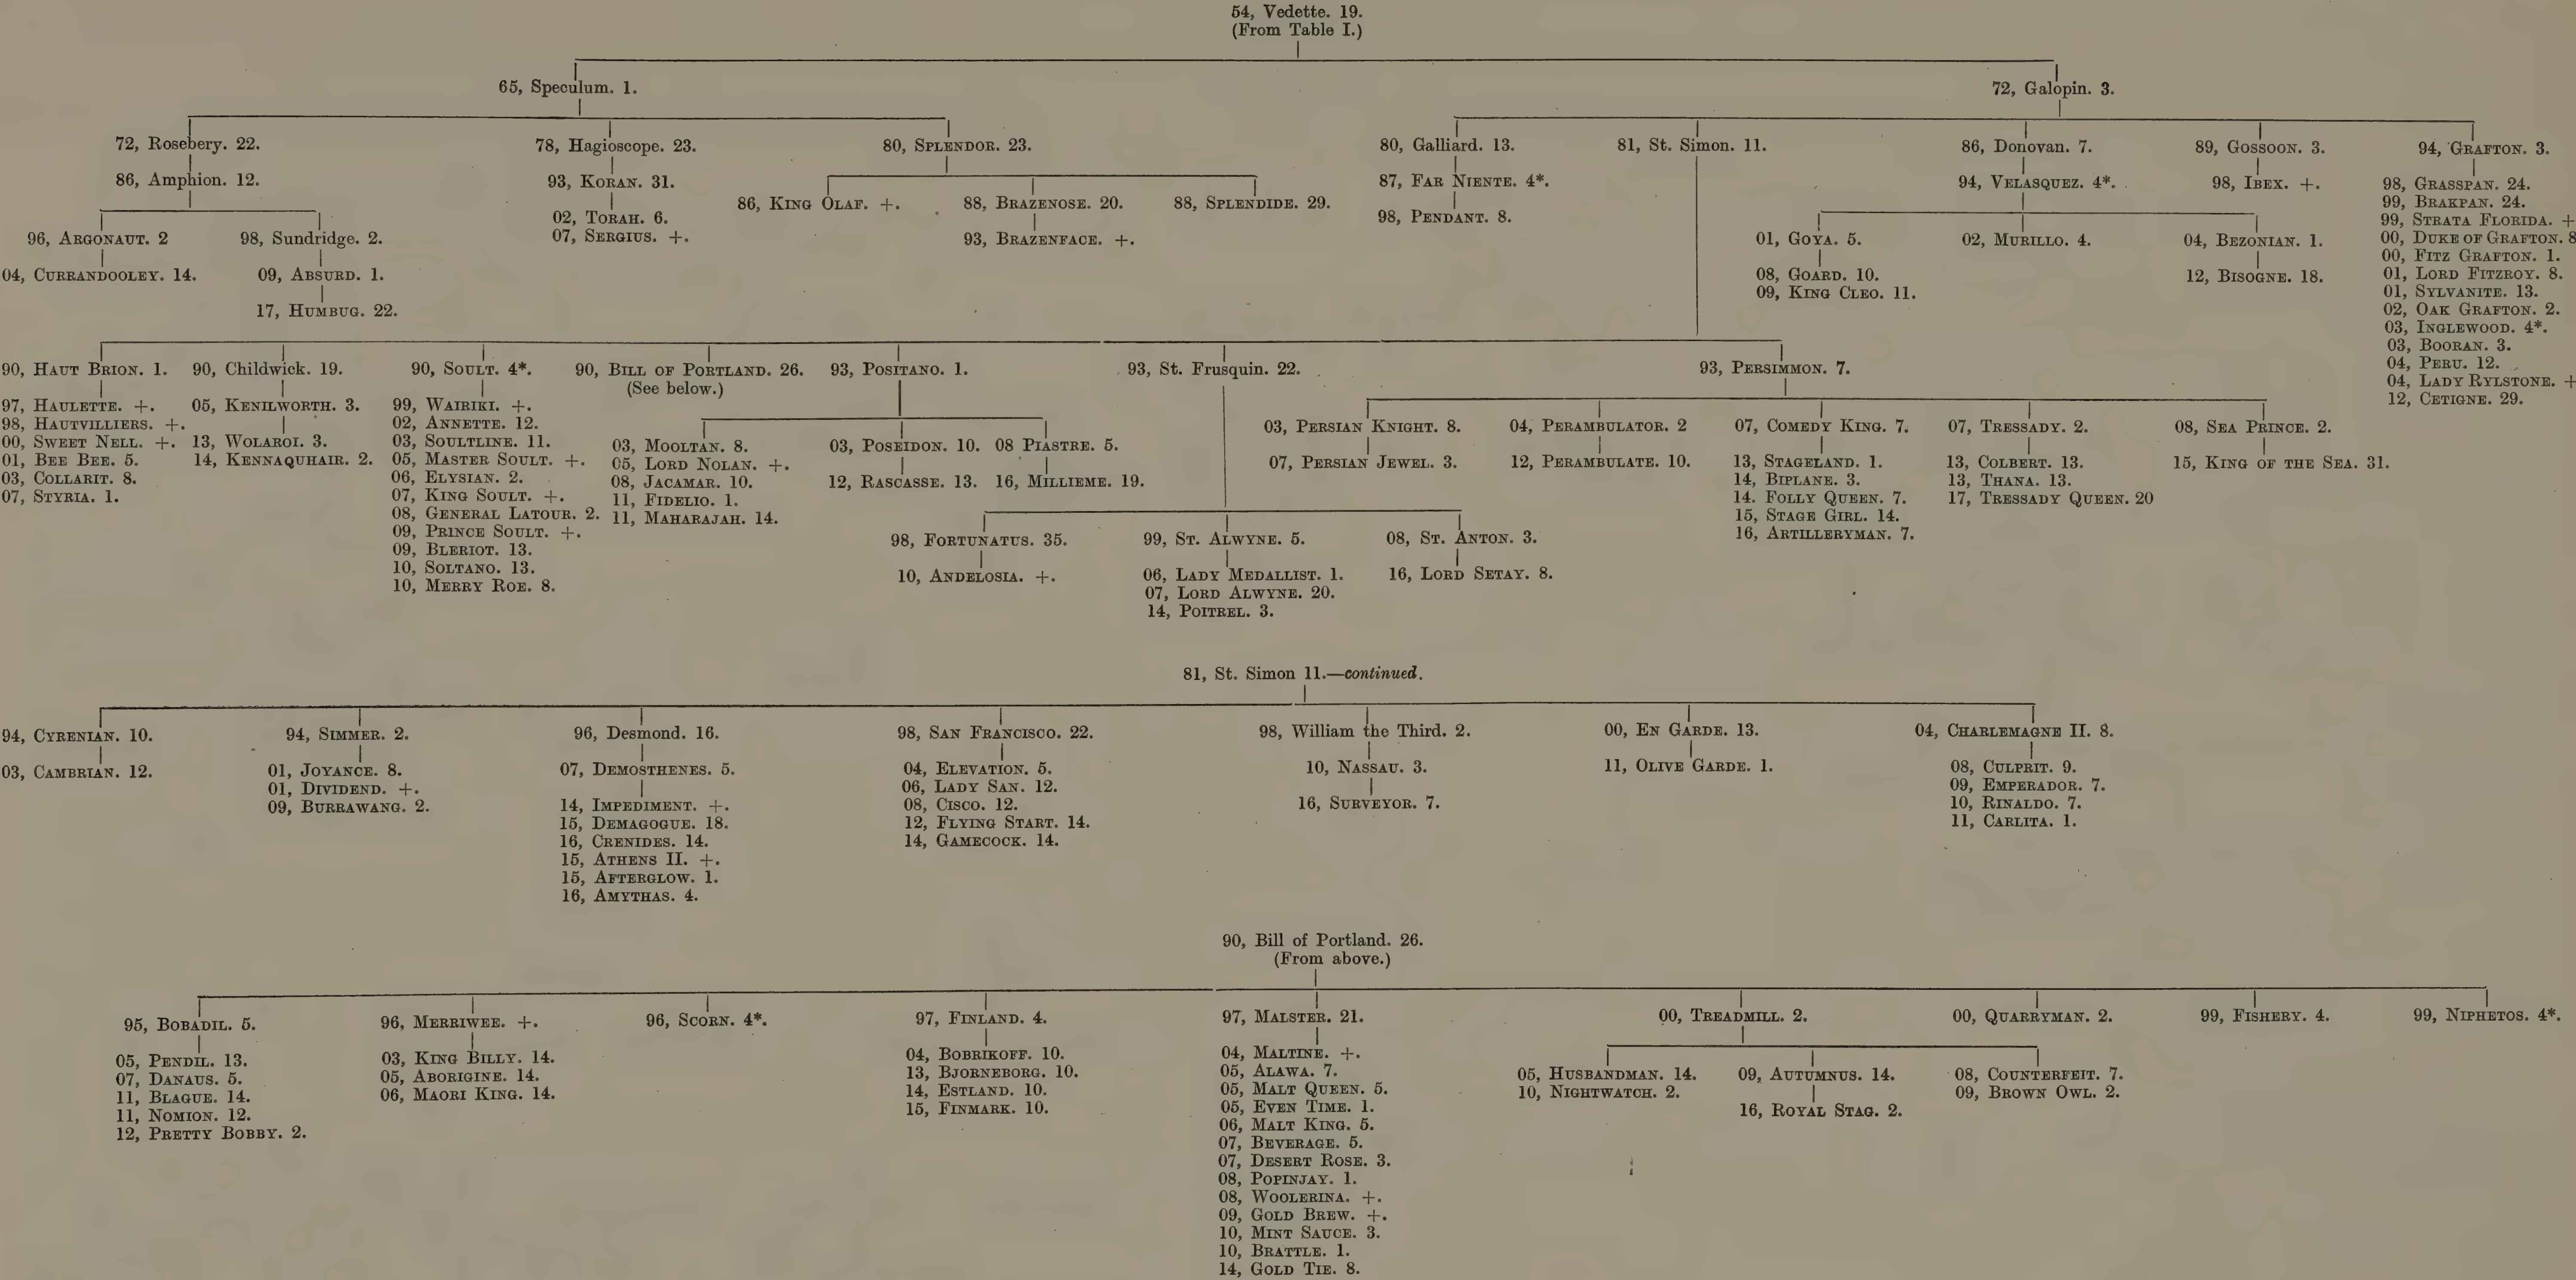 54, Vedette. 19.
(From Table I.)
65, Speculum. 1.
72, Galopin. 3.
72, Rosebery. 22.
78, Hagioscope. 23.
80, SPLENDOR. 23.
80, Galliard. 13.
81, St. Simon. 11.
86, Donovan. 7.
89, GOSSOON. 3.
94, GRAFTON. 3.
86, Amphion. 12.
93, KORAN. 31.
87, FAR NIENTE. 4*.
94, VELASQUEZ. 4*.
98, IBEX. +.
98, GRASSPAN. 24.
99, BRAKPAN. 24.
99, STRATA FLORIDA. +
00, DUKE OF GRAFTON. 8
00, FITZ GRAFTON. 1.
01, LORD FITZROY. 8.
01, SYLVANITE. 13.
02, OAK GRAFTON. 2.
03, INGLEWOOD. 4*.
03, BOORAN. 3.
04, PERU. 12.
04, LADY RYLSTONE. +
12, CETIGNE. 29.
86, KING OLAF. +.
88, BRAZENOSE. 20.
88, SPLENDIDE. 29.
02, TORAH. 6.
07, SERGIUS. +.
98, PENDANT. 8.
96, ARGONAUT. 2
98, Sundridge. 2.
93, BRAZENFACE. +.
01, GOYA. 5.
02, MURILLO. 4.
04, BEZONIAN. 1.
04, CURRANDOOLEY. 14.
09, ABSURD. 1.
08, GOARD. 10.
09, KING CLEO. 11.
12, BISOGNE. 18.
17, HUMBUG. 22.
90, HAUT BRION. 1.
90, Childwick. 19.
90, SOULT. 4*.
90, BILL OF PORTLAND. 26.
(See below.)
93, POSITANO. 1.
93, St. Frusquin. 22.
93, PERSIMMON. 7.
97, HAULETTE. +.
98, HAUTVILLIERS. +.
00, SWEET NELL. +.
01, BEE BEE. 5.
03, COLLARIT. 8.
07, STYRIA. 1.
05, KENILWORTH. 3.
13, WOLAROI. 3.
14, KENNAQUHAIR. 2.
99, WAIRIKI. +.
02, ANNETTE. 12.
03, SOULTLINE. 11.
05, MASTER SOULT. +.
06, ELYSIAN. 2.
07, KING SOULT. +.
08, GENERAL LATOUR. 2.
09, PRINCE SOULT. +.
09, BLERIOT. 13.
10, SOLTANO. 13.
10, MERRY ROE. 8.
03, MOOLTAN. 8.
05, LORD NOLAN. +.
08, JACAMAR. 10.
11, FIDELIO. 1.
11, MAHARAJAH. 14.
03, POSEIDON. 10.
12, RASCASSE. 13.
08 PIASTRE. 5.
16, MILLIEME. 19.
03, PERSIAN KNIGHT. 8.
07, PERSIAN JEWEL. 3.
04, PERAMBULATOR. 2
12, PERAMBULATE. 10.
07, COMEDY KING. 7.
13, STAGELAND. 1.
14, BIPLANE. 3.
14. FOLLY QUEEN. 7.
15, STAGE GIRL. 14.
16, ARTILLERYMAN. 7.
07, TRESSADY. 2.
13, COLBERT. 13.
13, THANA. 13.
17, TRESSADY QUEEN. 20
08, SEA PRINCE. 2.
15, KING OF THE SEA. 31.
98, FORTUNATUS. 35.
10, ANDELOSIA. +.
99, ST. ALWYNE. 5.
06, LADY MEDALLIST. 1.
07, LORD ALWYNE. 20.
14, POITREL. 3.
08, ST. ANTON. 3.
16, LORD SETAY. 8.
81, St. Simon 11.—continued.
94, CYRENIAN. 10.
03, CAMBRIAN. 12.
94, SIMMER. 2.
01, JOYANCE. 8.
01, DIVIDEND. +.
09, BURRAWANG. 2.
96, Desmond. 16.
07, DEMOSTHENES. 5.
14, IMPEDIMENT. +.
15, DEMAGOGUE. 18.
16, CRENIDES. 14.
15, ATHENS II. +.
15, AFTERGLOW. 1.
16, AMYTHAS. 4.
98, SAN FRANCISCO. 22.
04, ELEVATION. 5.
06, LADY SAN. 12.
08, CISCO. 12.
12, FLYING START. 14.
14, GAMECOCK. 14.
98, William the Third. 2.
10, NASSAU. 3.
16, SURVEYOR. 7.
00, EN GARDE. 13.
11, OLIVE GARDE. 1.
04, CHARLEMAGNE II. 8.
08, CULPRIT. 9.
09, EMPERADOR. 7.
10, RINALDO. 7.
11, CARLITA. 1.
90, Bill of Portland. 26.
(From above.)
95, BOBADIL. 5.
05, PENDIL. 13.
07, DANAUS. 5.
11, BLAGUE. 14.
11, NOMION. 12.
12, PRETTY BOBBY. 2.
96, MERRIWEE. +.
03, KING BILLY. 14.
05, ABORIGINE. 14.
06, MAORI KING. 14.
96, SCORN. 4*.
97, FINLAND. 4.
04, BOBRIKOFF. 10.
13, BJORNEBORG. 10.
14, ESTLAND. 10.
15, FINMARK. 10.
97, MALSTER. 21.
04, MALTINE. +.
05, ALAWA. 7.
05, MALT QUEEN. 5.
05, EVEN TIME. 1.
06, MALT KING. 5.
07, BEVERAGE. 5.
07, DESERT ROSE. 3.
08, POPINJAY. 1.
08, WOOLERINA. +.
09, GOLD BREW. +.
10, MINT SAUCE. 3.
10, BRATTLE. 1.
14, GOLD TIE. 8.
00, TREADMILL. 2.
05, HUSBANDMAN. 14.
10, NIGHTWATCH. 2.
09, AUTUMNUS. 14.
16, ROYAL STAG. 2.
08, COUNTERFEIT. 7.
09, BROWN OWL. 2.
00, QUARRYMAN. 2.
99, FISHERY. 4.
99, NIPHETOS. 4*.